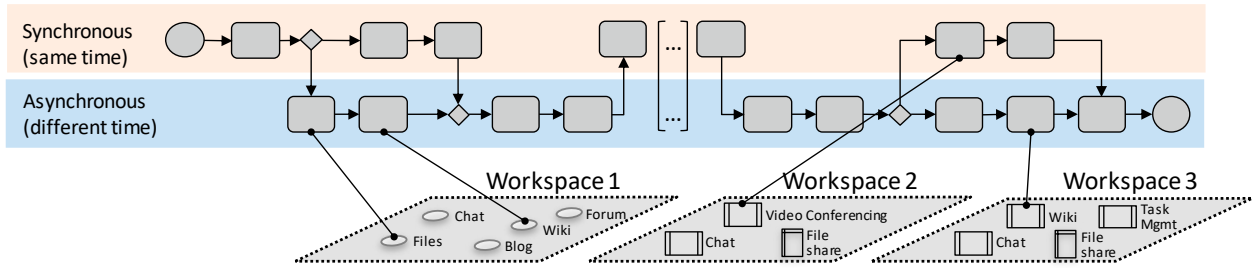 Synchronous
(same time)
...
...
Asynchronous
(different time)
Workspace 1
Workspace 2
Workspace 3
Chat
Forum
Wiki
Files
Blog
Video Conferencing
Chat
File
share
Wiki
Task
Mgmt
Chat
File
share